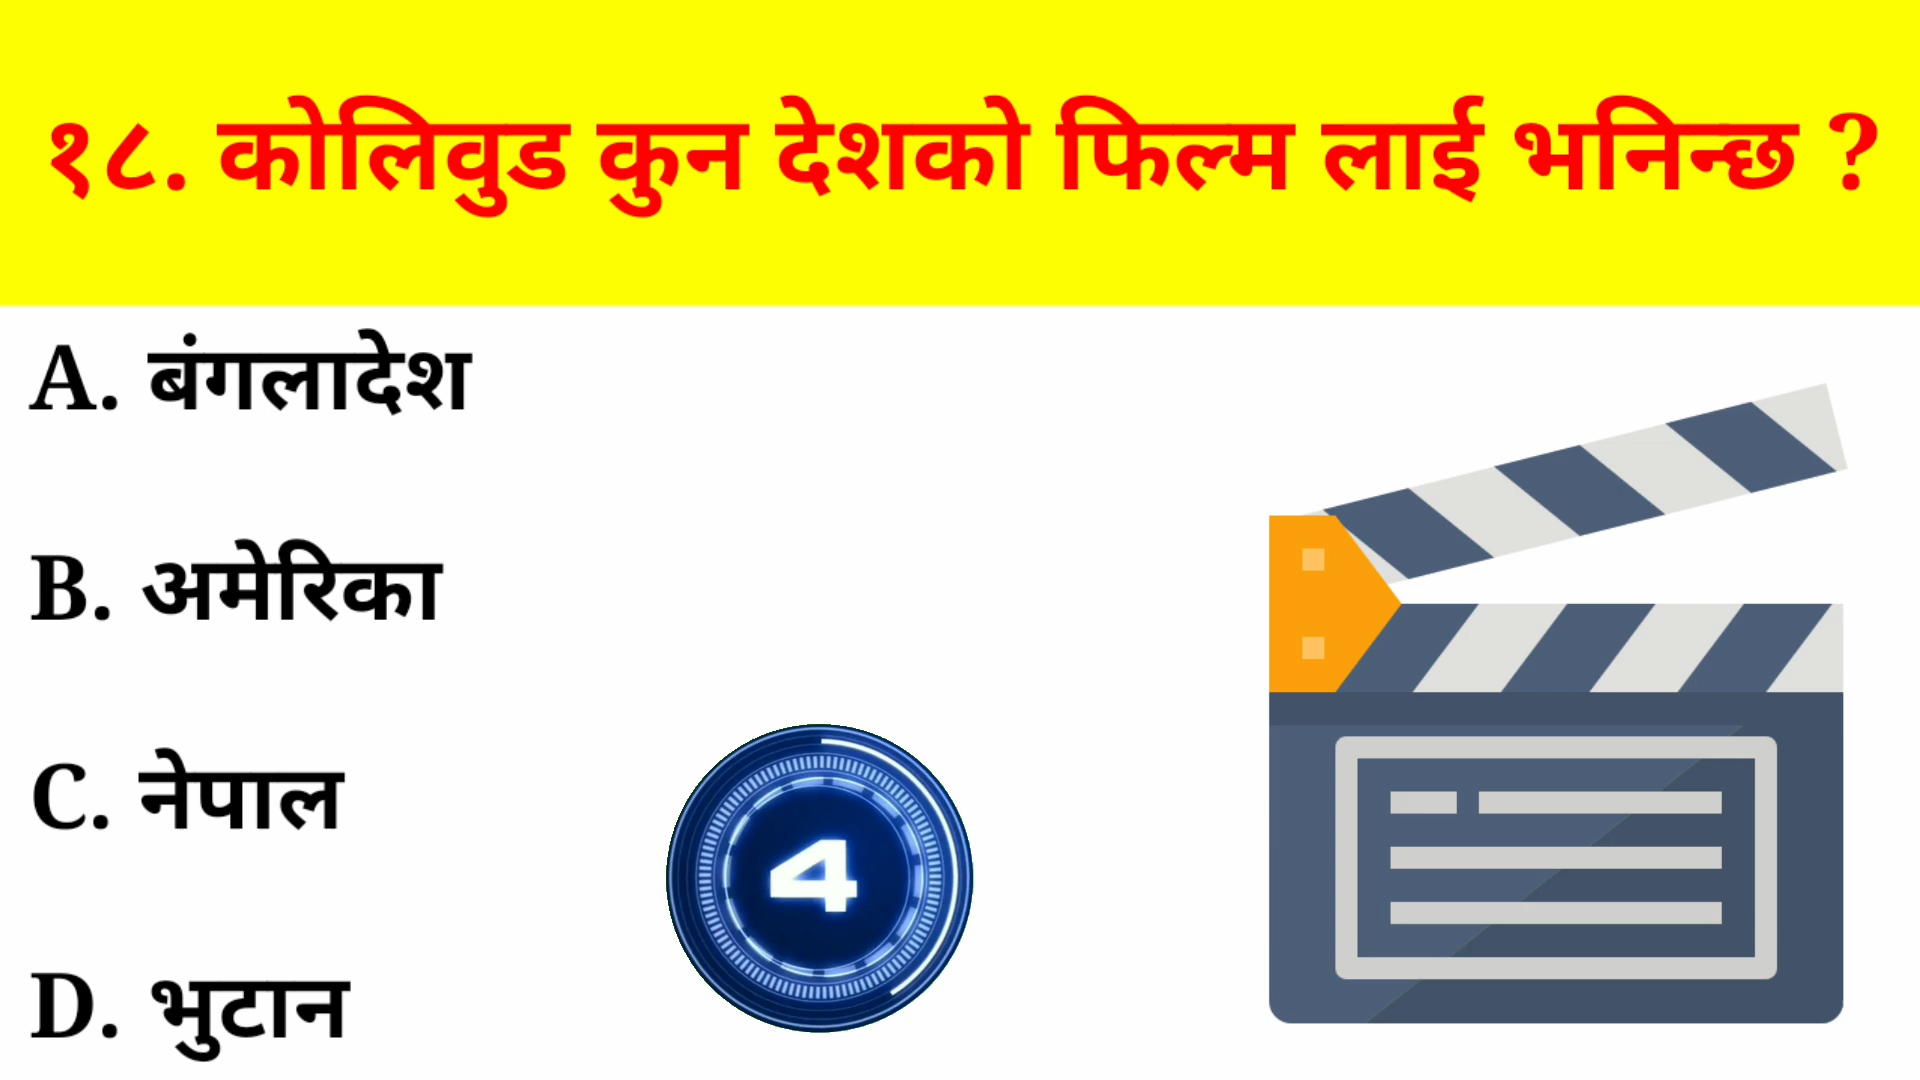 १८. कोलिवुड कुन देशको फिल्म लाई भनिन्छ ?
A. बंगलादेश
B. अमेरिका
C. नेपाल
4
D. भुटान